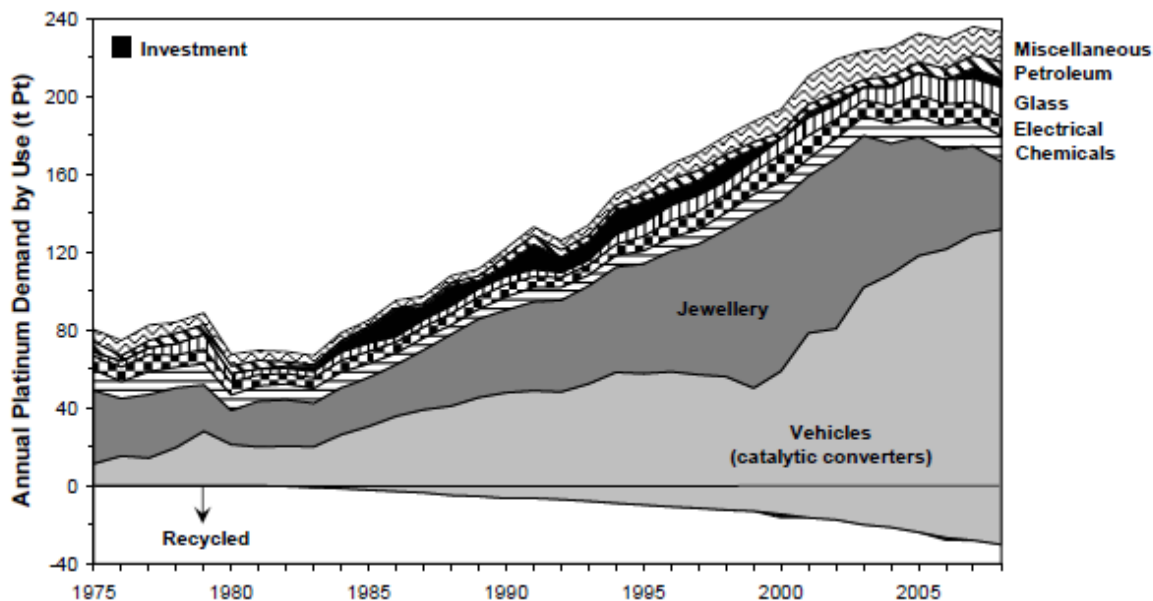 Annual Platinum Demand by Use (t Pt)
240
200
160
120
80
40
0
-40
Investment
Miscellaneous
Petroleum
Glass
Electrical
Chemicals
Jewellery
Vehicles
(catalytic converters)
Recycled
1975
1980
1985
1990
1995
2000
2005